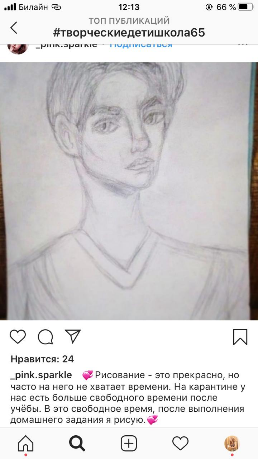 Билайн 12:13 66 %
ТОП ПУБЛИКАЦИЙ
#творческиедетишкола65
_pink.sparkle Подписаться
Нравится: 24
_pink.sparkle 💞Рисование - это прекрасно, но
часто на него не хватает времени. На карантине у
нас есть больше свободного времени после
учёбы. В это свободное время, после выполнения
домашнего задания я рисую.💞